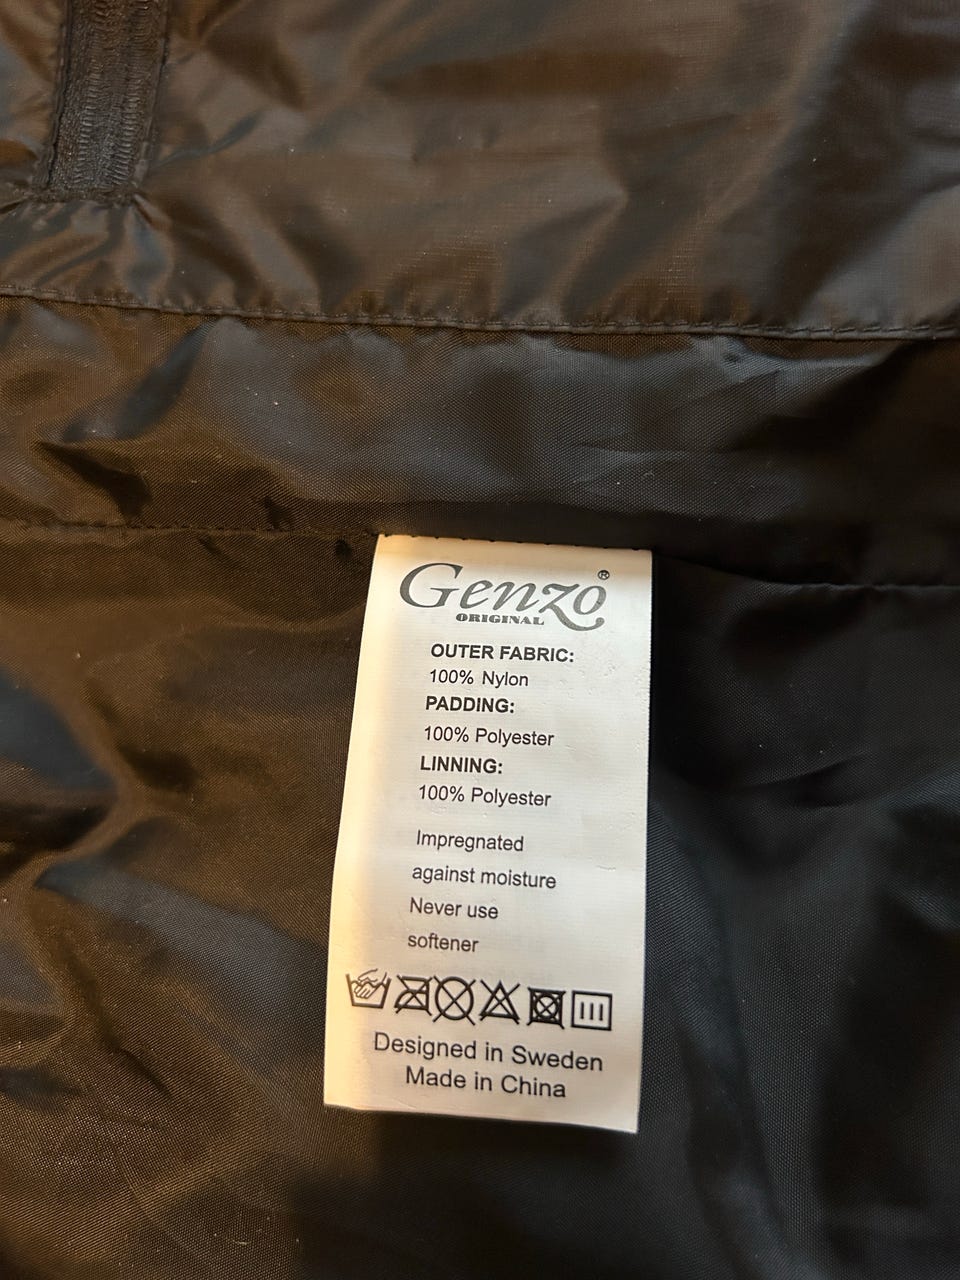 Genzo®
ORIGINAL
OUTER FABRIC:
100% Nylon
PADDING:
100% Polyester
LINNING:
100% Polyester
Impregnated
against moisture
Never use
softener
Designed in Sweden
Made in China